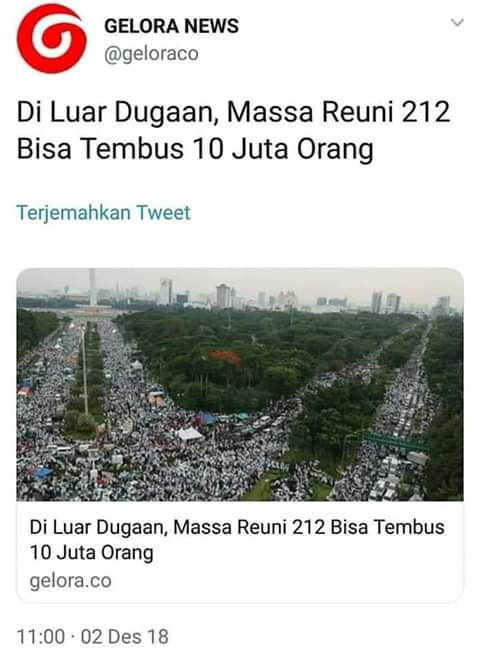 GELORA NEWS
@geloraco
Di Luar Dugaan, Massa Reuni 212
Bisa Tembus 10 Juta Orang
Terjemahkan Tweet
Di Luar Dugaan, Massa Reuni 212 Bisa Tembus
10 Juta Orang
gelora.co
11:00 · 02 Des 18